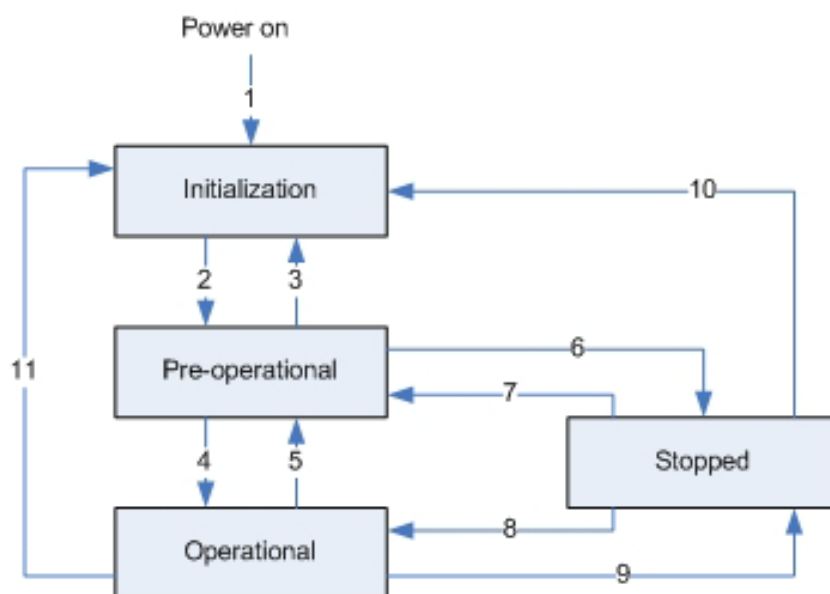 Power on
1
Initialization
10
2
3
11
Pre-operational
6
7
4
5
Stopped
8
Operational
9